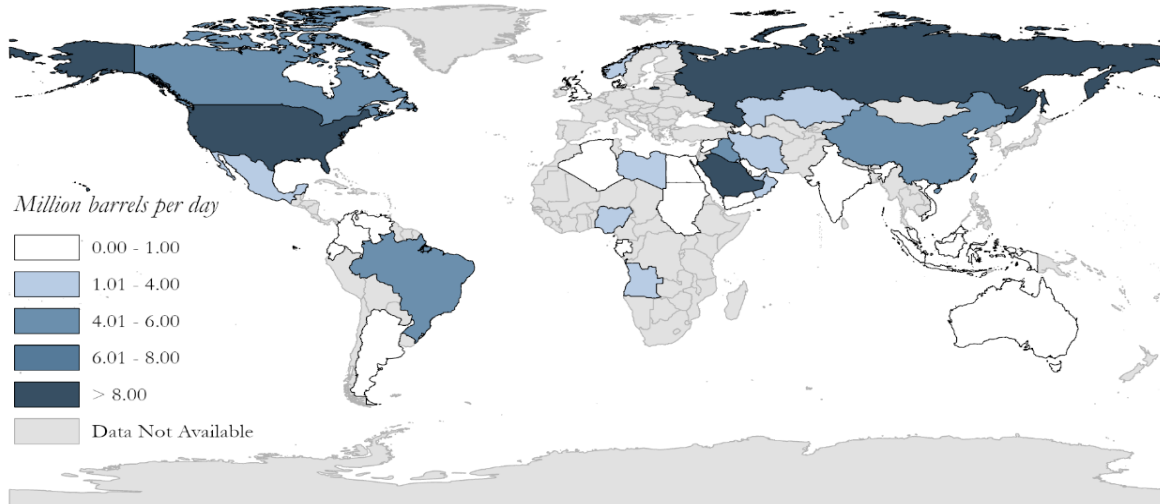 Million barrels per day
0.00 - 1.00
1.01 - 4.00
4.01 - 6.00
6.01 - 8.00
> 8.00
Data Not Available